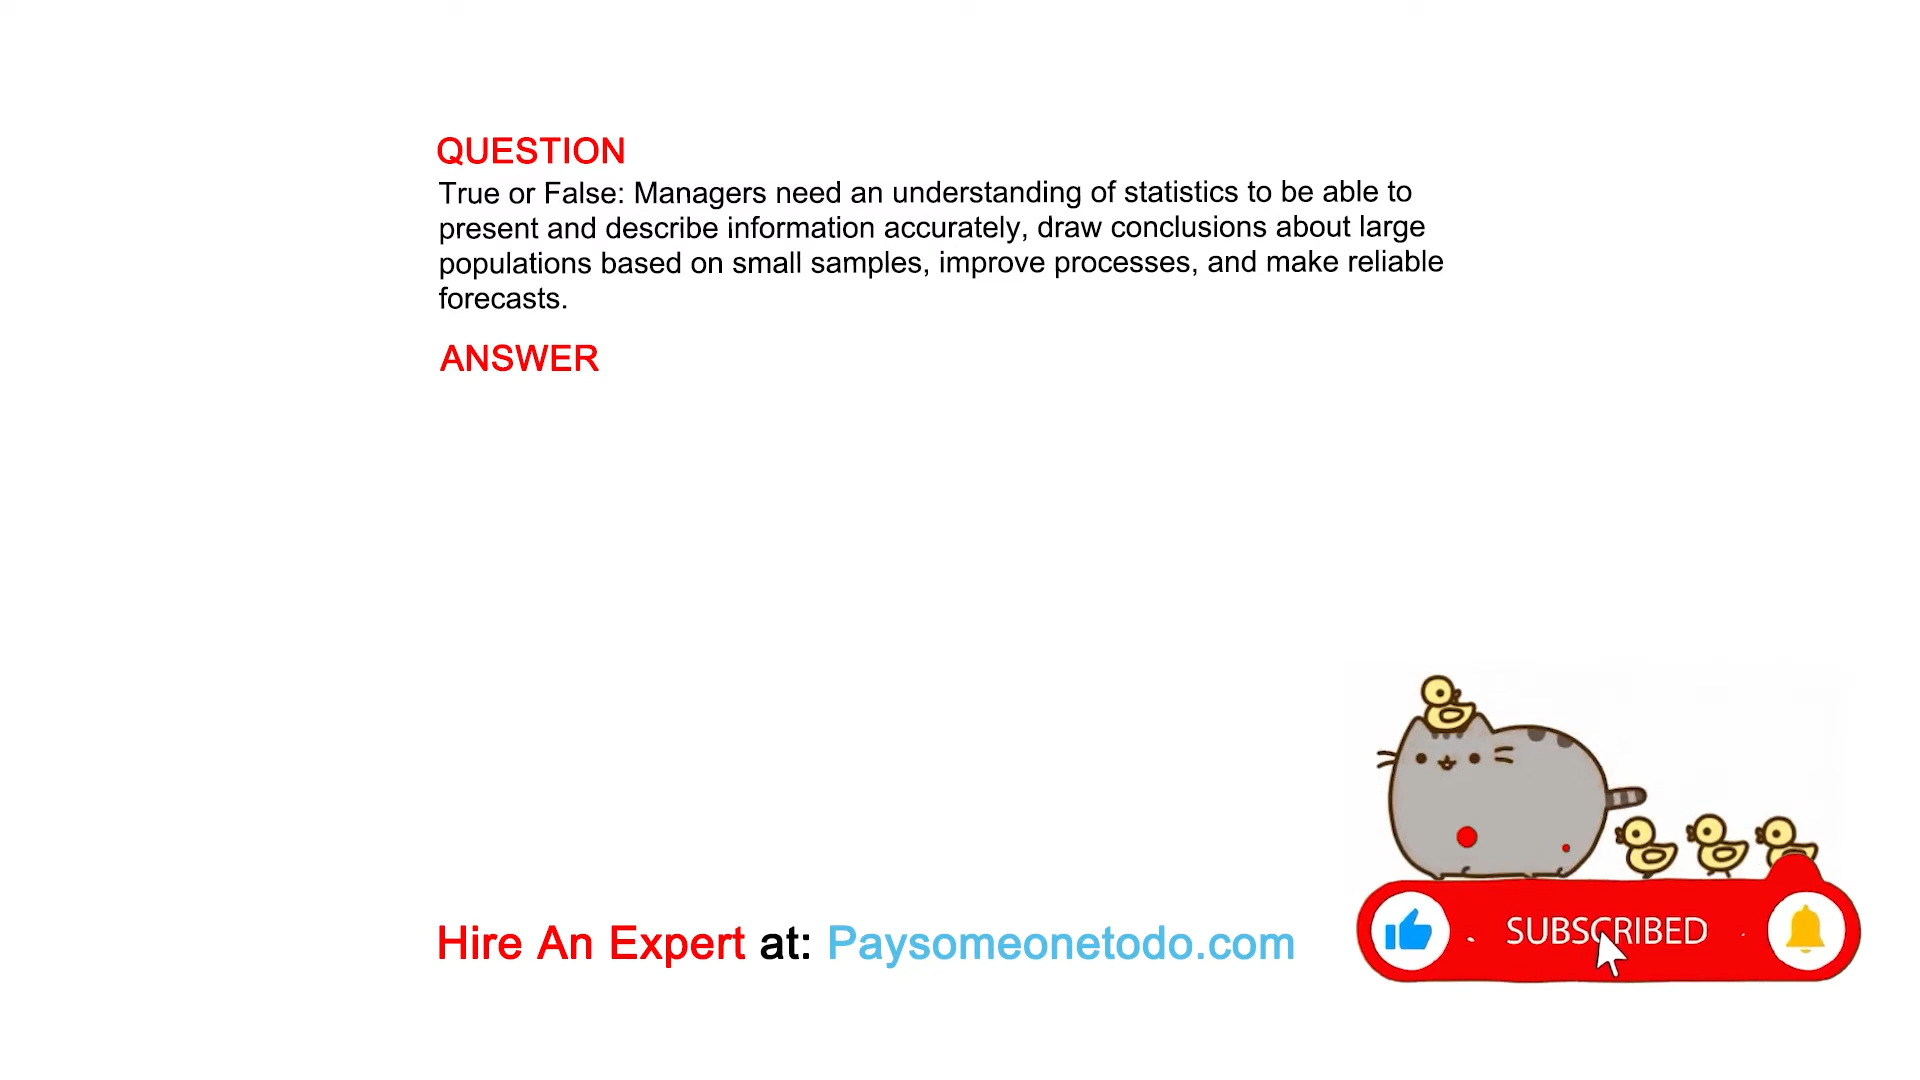 QUESTION
True or False: Managers need an understanding of statistics to be able to
present and describe information accurately, draw conclusions about large
populations based on small samples, improve processes, and make reliable
forecasts.
ANSWER
Hire An Expert at: Paysomeonetodo.com
SUBSCRIBED